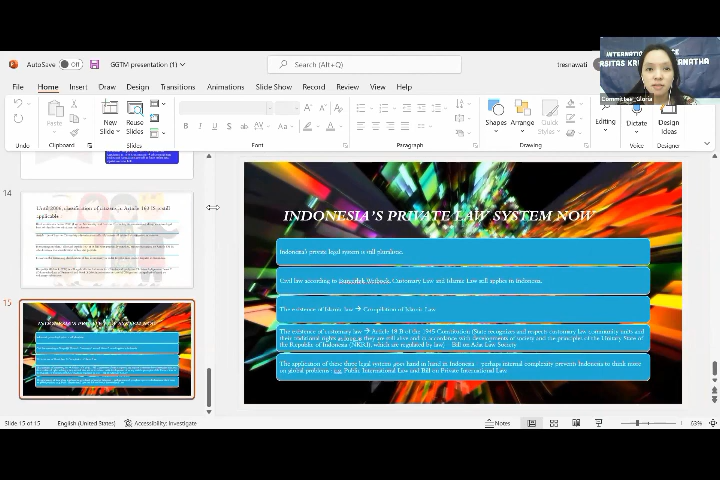 AutoSave
Off
GGTM presentation (1)
Search (Alt+Q)
tresnawati
Committee_Gloria
File
Home
Insert
Draw
Design
Transitions
Animations
Slide Show
Record
Review
View
Help
Paste
New
Slide
Reuse
Slides
Shapes
Arrange
Quick
Styles
Editing
Dictate
Design
Ideas
Undo
Clipboard
Slides
Font
Paragraph
Drawing
Voice
Designer
14
15
INDONESIA'S PRIVATE LAW SYSTEM NOW
Indonesia's private legal system is still pluralistic.
Civil law according to Burgerlijk Wetboek, Customary Law and Islamic Law still applies in Indonesia.
The existence of Islamic law → Compilation of Islamic Law
The existence of customary law → Article 18 B of the 1945 Constitution (State recognizes and respects customary law community units and
their traditional rights as long as they are still alive and in accordance with developments of society and the principles of the Unitary State of
the Republic of Indonesia (NKRI), which are regulated by law) – Bill on Adat Law Society
The application of these three legal systems goes hand in hand in Indonesia – perhaps internal complexity prevents Indonesia to think more
on global problems - e.g. Public International Law and Bill on Private International Law.
Slide 15 of 15
English (United States)
Accessibility: Investigate
Notes
63%